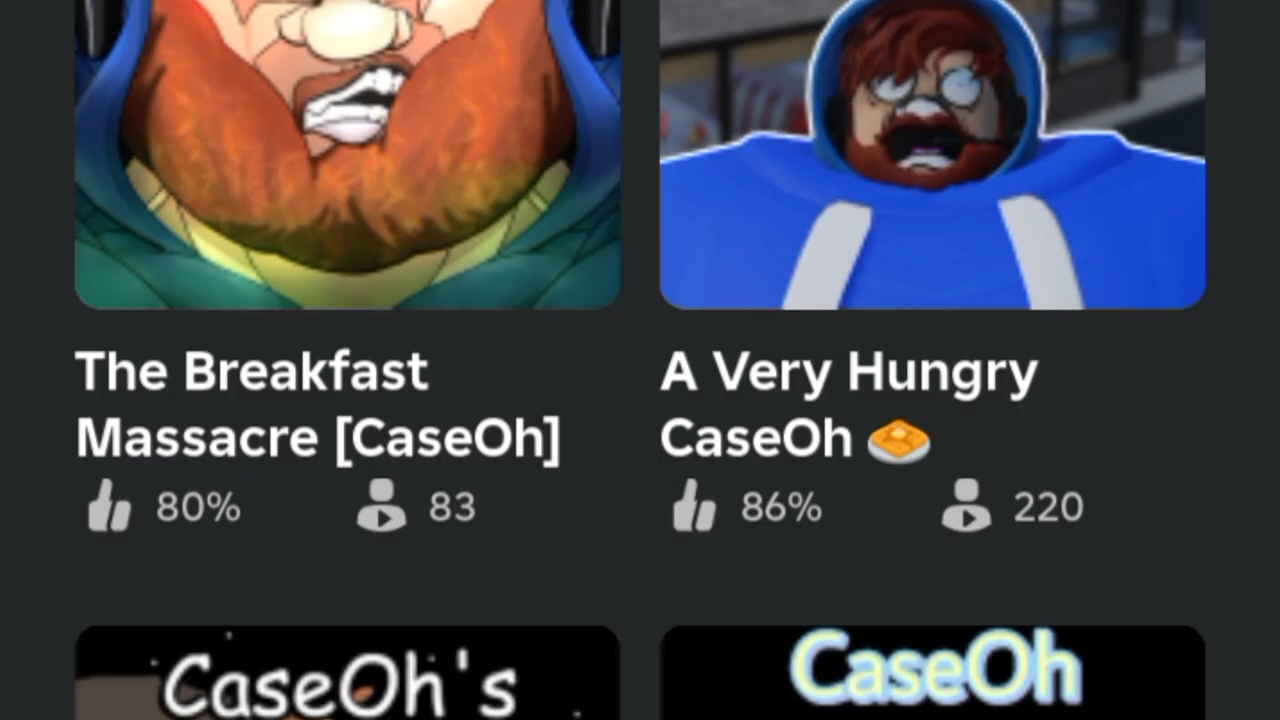 The Breakfast
Massacre [CaseOh]
80% 83
A Very Hungry
CaseOh 🧇
86% 220
CaseOh's
CaseOh